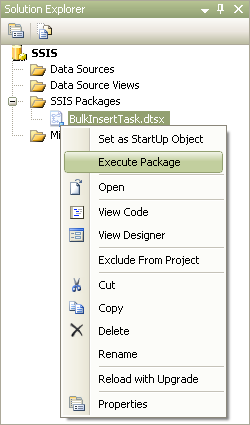 Solution Explorer
SSIS
Data Sources
Data Source Views
SSIS Packages
BulkInsertTask.dtsx
Mi
Set as StartUp Object
Execute Package
Open
View Code
View Designer
Exclude From Project
Cut
Copy
Delete
Rename
Reload with Upgrade
Properties